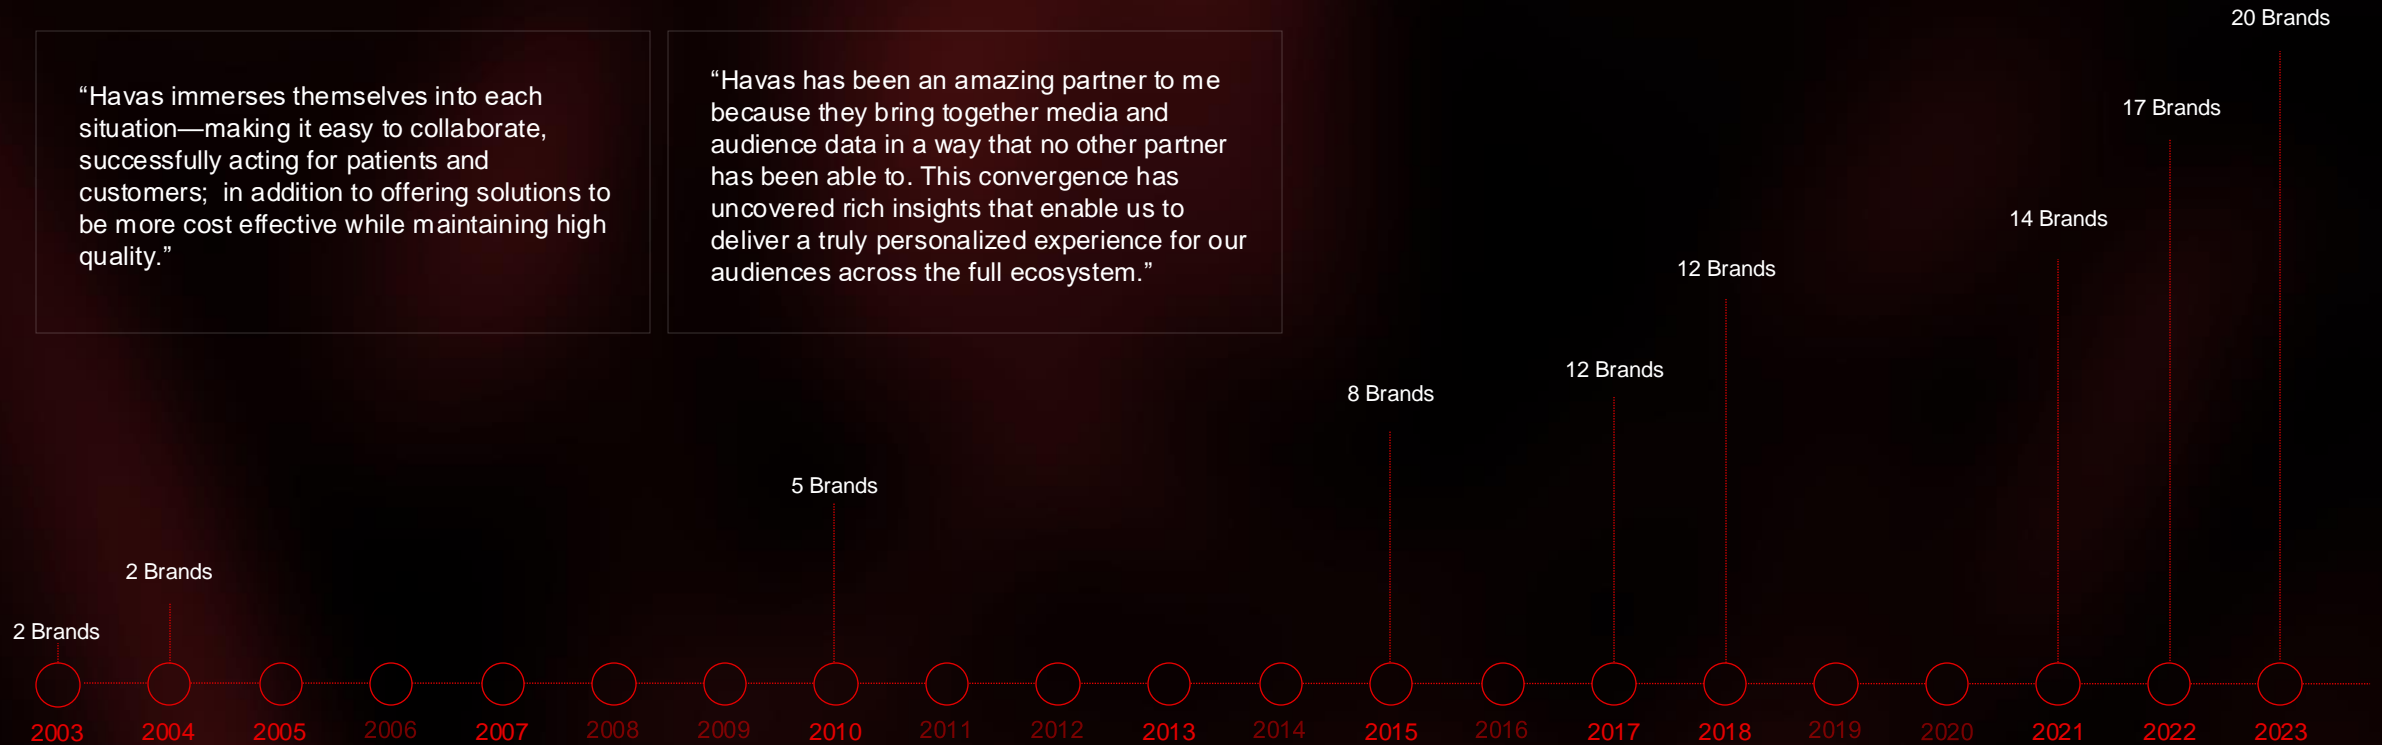 “Havas immerses themselves into each
situation—making it easy to collaborate,
successfully acting for patients and
customers;  in addition to offering solutions to
be more cost effective while maintaining high
quality.”
“Havas has been an amazing partner to me
because they bring together media and
audience data in a way that no other partner
has been able to. This convergence has
uncovered rich insights that enable us to
deliver a truly personalized experience for our
audiences across the full ecosystem.”
20 Brands
17 Brands
14 Brands
12 Brands
12 Brands
8 Brands
5 Brands
2 Brands
2 Brands
2003 2004 2005 2006 2007 2008 2009 2010 2011 2012 2013 2014 2015 2016 2017 2018 2019 2020 2021 2022 2023